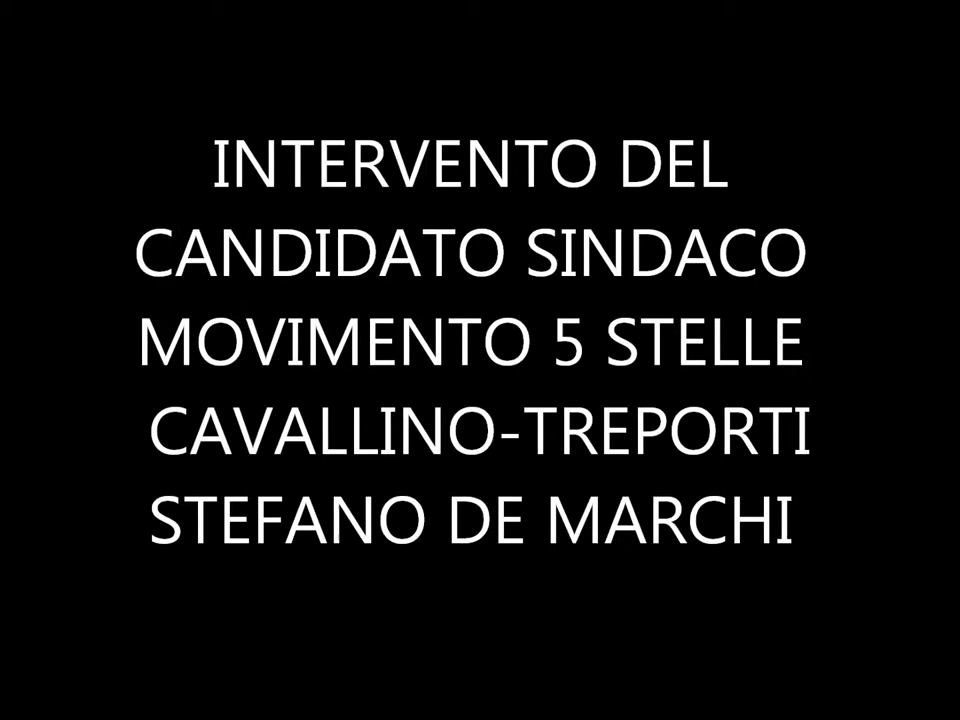 INTERVENTO DEL
CANDIDATO SINDACO
MOVIMENTO 5 STELLE
CAVALLINO-TREPORTI
STEFANO DE MARCHI